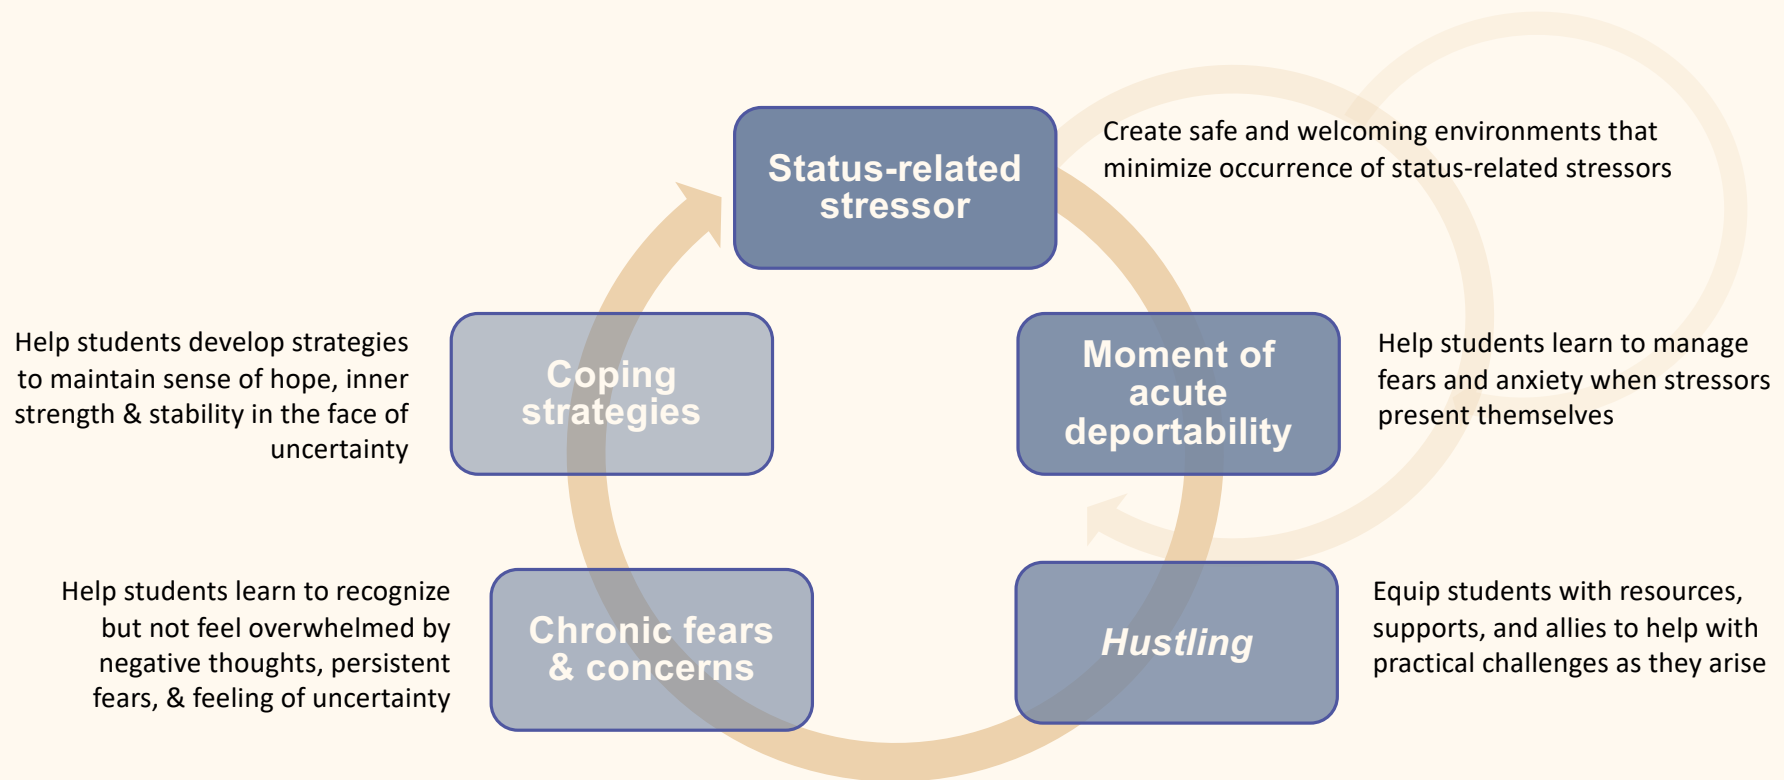 Status-related
stressor
Create safe and welcoming environments that
minimize occurrence of status-related stressors
Moment of
acute
deportability
Help students learn to manage
fears and anxiety when stressors
present themselves
Hustling
Equip students with resources,
supports, and allies to help with
practical challenges as they arise
Chronic fears
& concerns
Help students learn to recognize
but not feel overwhelmed by
negative thoughts, persistent
fears, & feeling of uncertainty
Coping
strategies
Help students develop strategies
to maintain sense of hope, inner
strength & stability in the face of
uncertainty